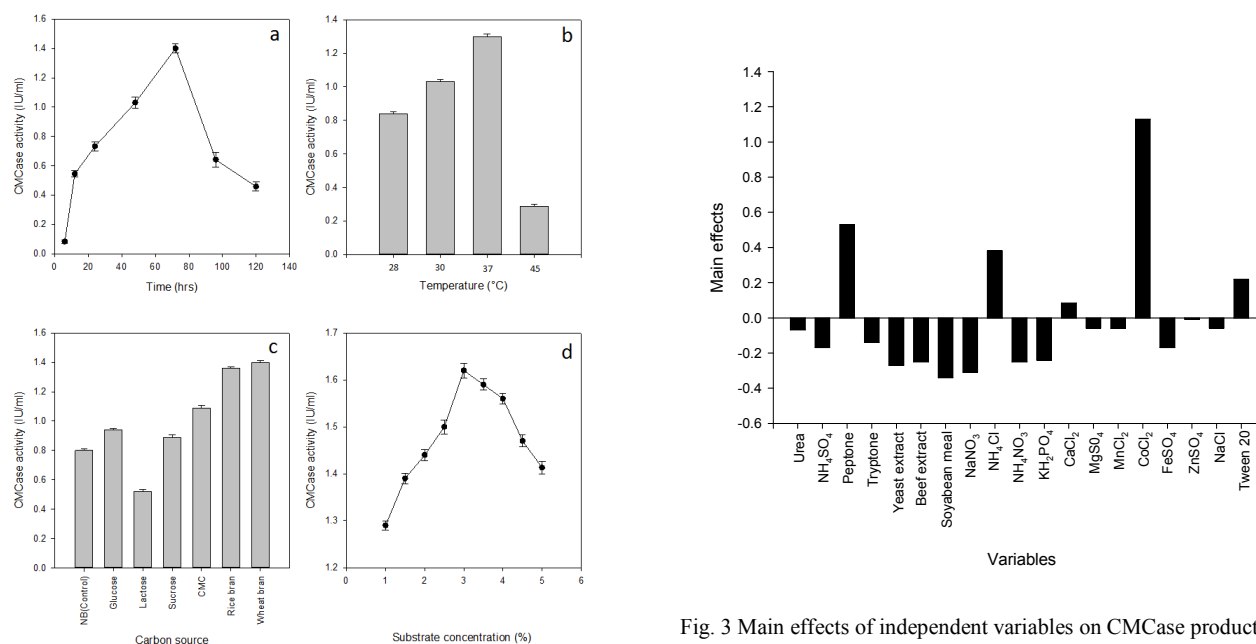 a
CMCase activity (IU/ml)
1.6
1.4
1.2
1.0
0.8
0.6
0.4
0.2
0.0
0 20 40 60 80 100 120 140
Time (hrs)
b
CMCase activity (IU/ml)
1.4
1.2
1.0
0.8
0.6
0.4
0.2
0.0
28 30 37 45
Temperature (°C)
c
CMCase activity (IU/ml)
1.6
1.4
1.2
1.0
0.8
0.6
0.4
0.2
0.0
NB(Control)
Glucose
Lactose
Sucrose
CMC
Rice bran
Wheat bran
Carbon source
d
CMCase activity (IU/ml)
1.7
1.6
1.5
1.4
1.3
1.2
0 1 2 3 4 5 6
Substrate concentration (%)
Main effects
1.4
1.2
1.0
0.8
0.6
0.4
0.2
-0.0
-0.2
-0.4
-0.6
Urea
NH₄SO₄
Peptone
Tryptone
Yeast extract
Beef extract
Soyabean meal
NaNO₃
NH₄Cl
NH₄NO₃
KH₂PO₄
CaCl₂
MgS0₄
MnCl₂
CoCl₂
FeSO₄
ZnSO₄
NaCl
Tween 20
Variables
Fig. 3 Main effects of independent variables on CMCase product